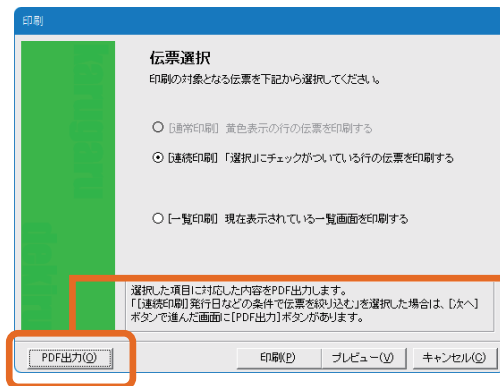 印刷
伝票選択
印刷の対象となる伝票を下記から選択してください。
[通常印刷] 黄色表示の行の伝票を印刷する
[連続印刷] 「選択」にチェックがついている行の伝票を印刷する
[一覧印刷] 現在表示されている一覧画面を印刷する
選択した項目に対応した内容をPDF出力します。
「[連続印刷]発行日などの条件で伝票を絞り込む」を選択した場合は、[次へ]
ボタンで進んだ画面に[PDF出力]ボタンがあります。
PDF出力(O) 印刷(P) プレビュー(V) キャンセル(C)